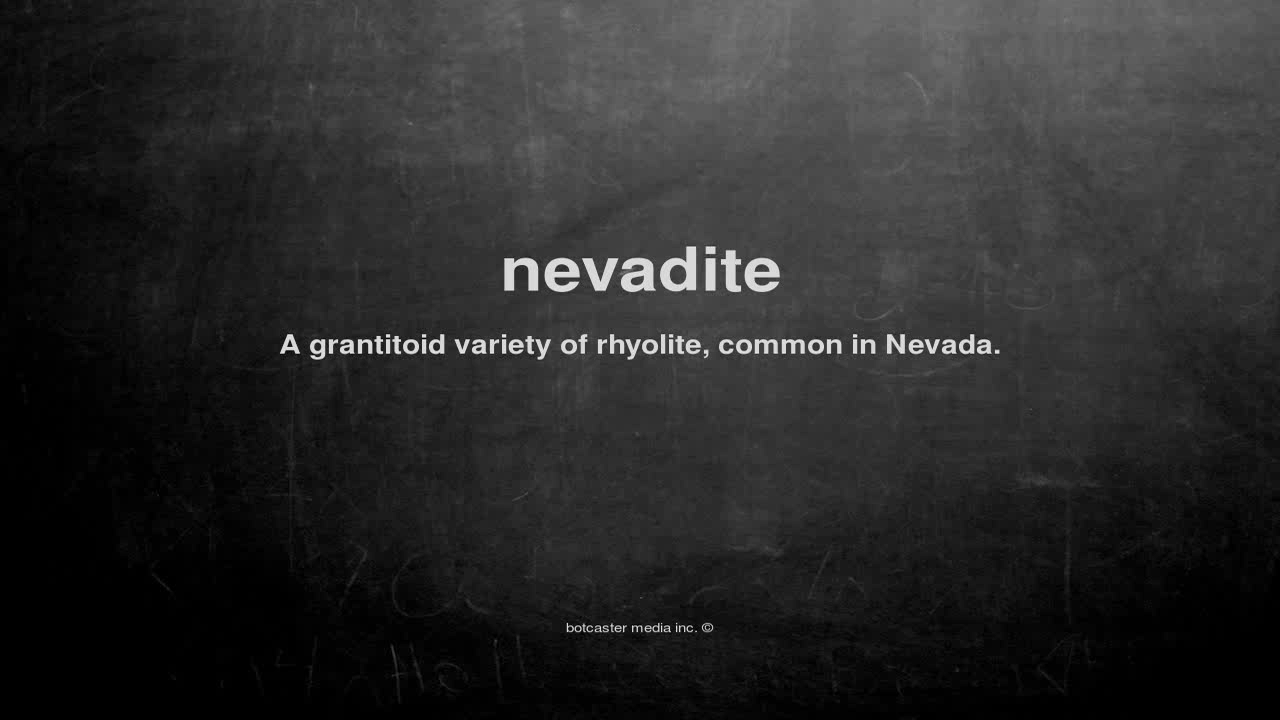 nevadite
A grantitoid variety of rhyolite, common in Nevada.
botcaster media inc. ©